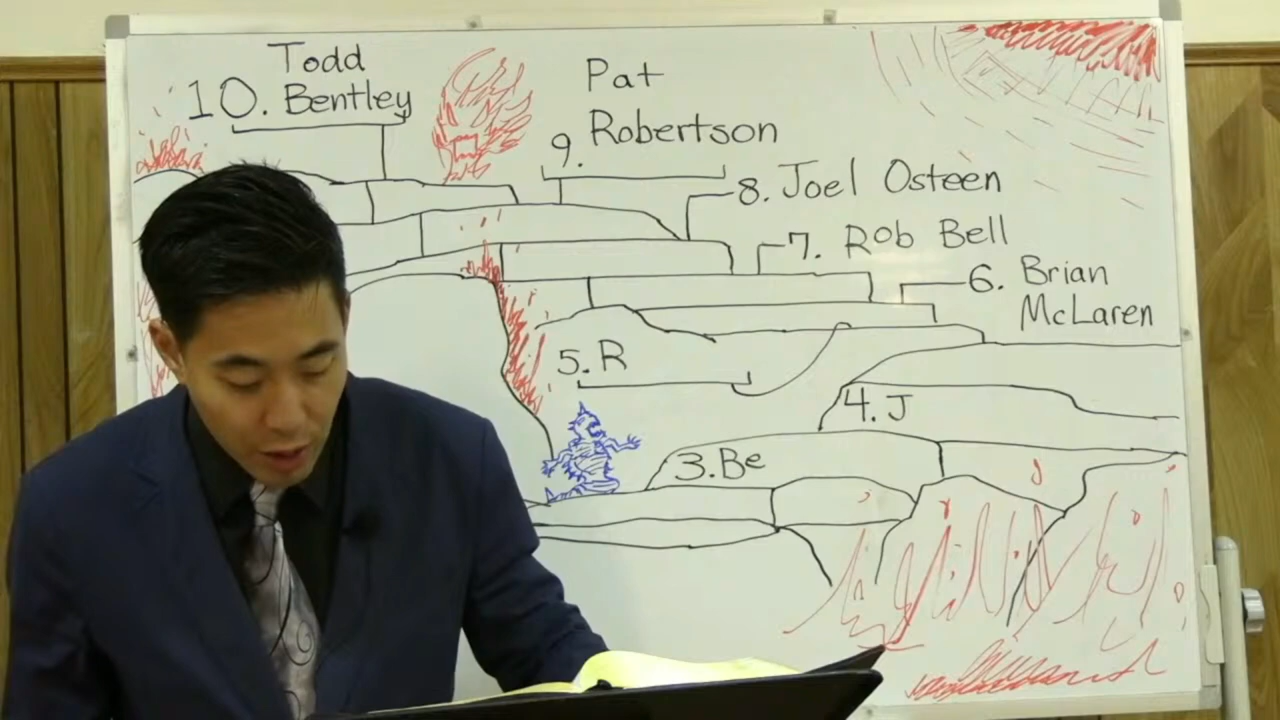 10. Todd
Bentley
9. Pat
Robertson
8. Joel Osteen
7. Rob Bell
6. Brian
McLaren
5. R
4. J
3. Be